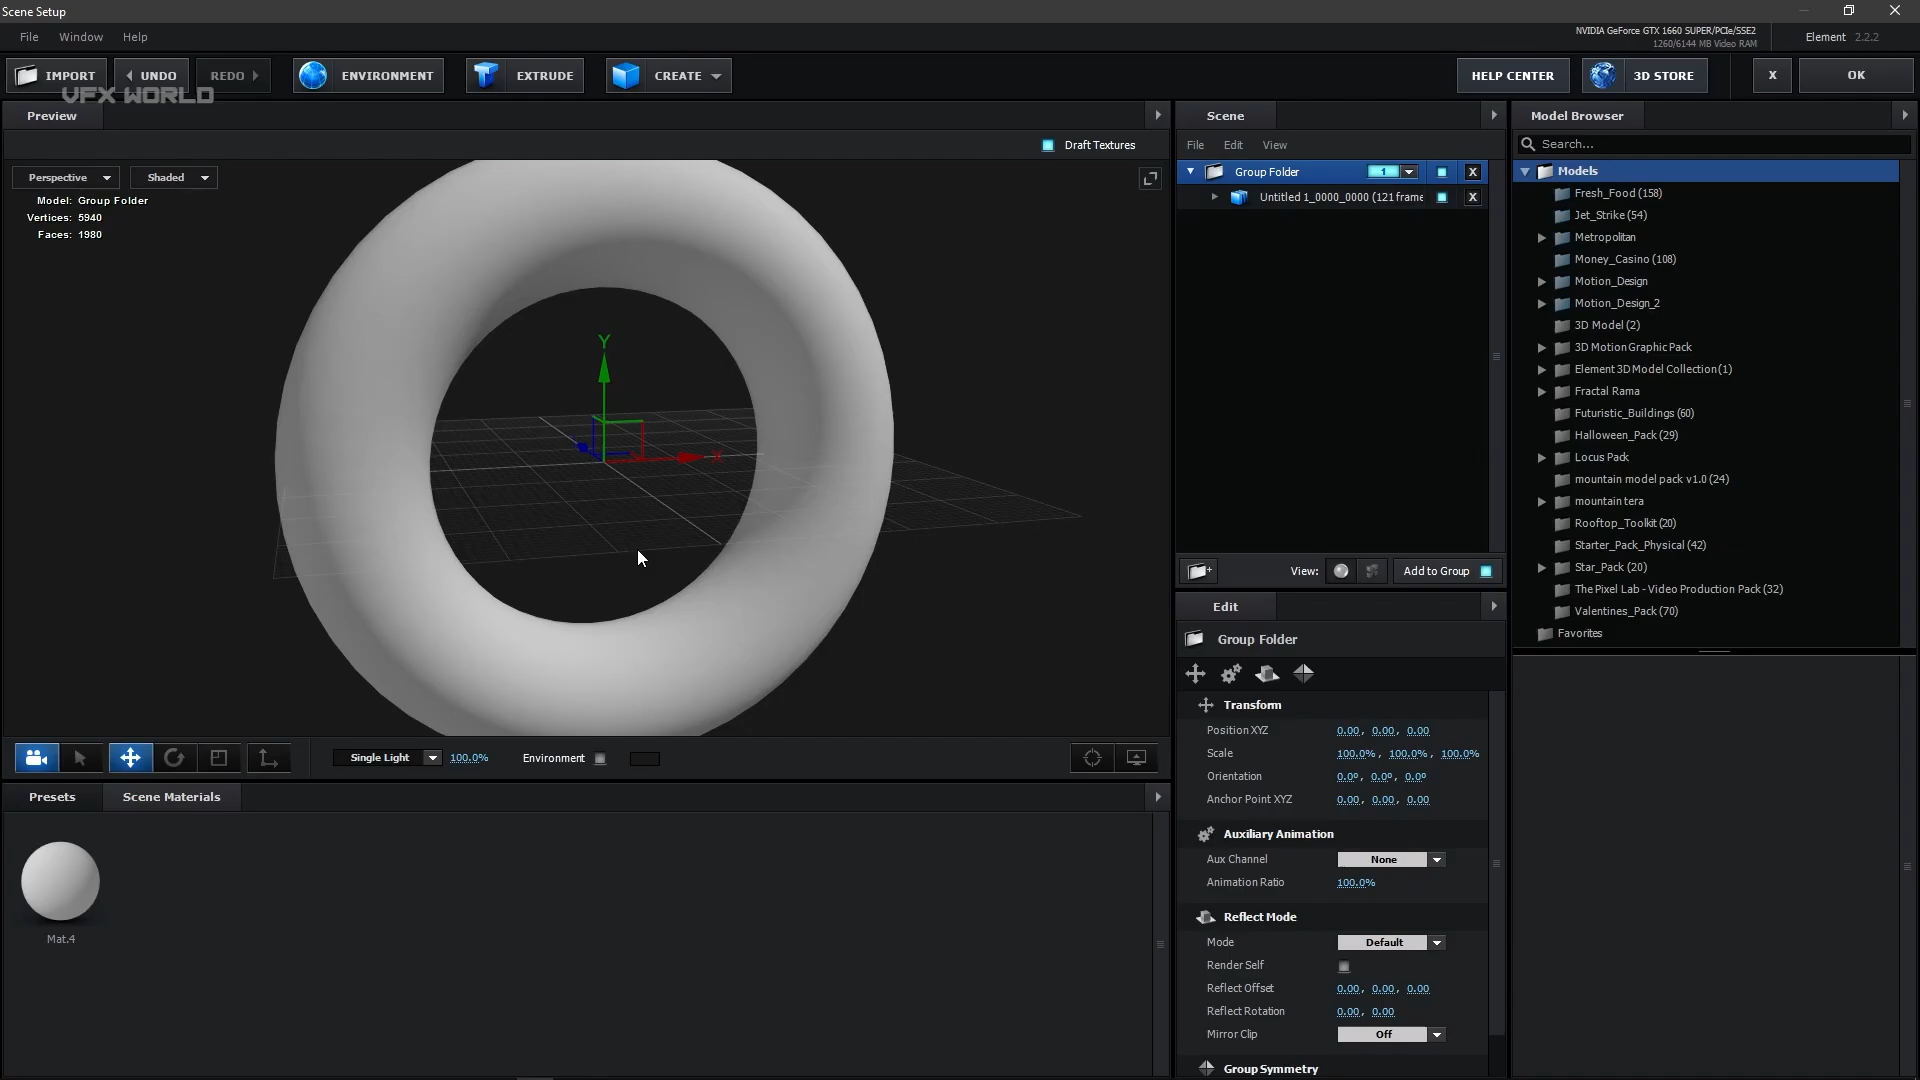 Scene Setup
File Window Help
NVIDIA GeForce GTX 1660 SUPER/PCIe/SSE2
1260/6144 MB Video RAM
Element 2.2.2
IMPORT UNDO REDO ENVIRONMENT EXTRUDE CREATE HELP CENTER 3D STORE X OK
VFX WORLD
Preview
Draft Textures
Perspective Shaded
Model: Group Folder
Vertices: 5940
Faces: 1980
Y
X
Single Light 100.0% Environment
Presets Scene Materials
Mat.4
Scene
File Edit View
Group Folder 1 X
Untitled 1_0000_0000 (121 frame X
View: Add to Group
Edit
Group Folder
Transform
Position XYZ 0.00, 0.00, 0.00
Scale 100.0%, 100.0%, 100.0%
Orientation 0.0º, 0.0º, 0.0º
Anchor Point XYZ 0.00, 0.00, 0.00
Auxiliary Animation
Aux Channel None
Animation Ratio 100.0%
Reflect Mode
Mode Default
Render Self
Reflect Offset 0.00, 0.00, 0.00
Reflect Rotation 0.00, 0.00
Mirror Clip Off
Group Symmetry
Model Browser
Search...
Models
Fresh_Food (158)
Jet_Strike (54)
Metropolitan
Money_Casino (108)
Motion_Design
Motion_Design_2
3D Model (2)
3D Motion Graphic Pack
Element 3D Model Collection (1)
Fractal Rama
Futuristic_Buildings (60)
Halloween_Pack (29)
Locus Pack
mountain model pack v1.0 (24)
mountain tera
Rooftop_Toolkit (20)
Starter_Pack_Physical (42)
Star_Pack (20)
The Pixel Lab - Video Production Pack (32)
Valentines_Pack (70)
Favorites